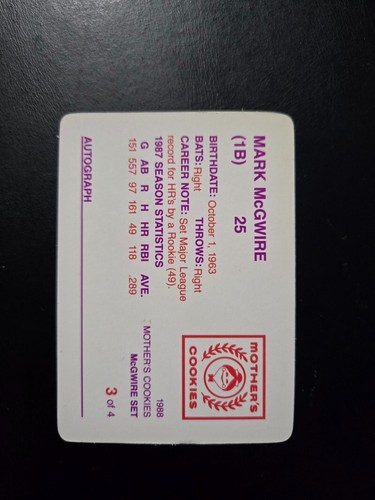 MARK McGWIRE
(1B) 25
MOTHER'S
COOKIES
BIRTHDATE: October 1, 1963
BATS: Right THROWS: Right
CAREER NOTE: Set Major League
record for HR's by a Rookie (49).
1987 SEASON STATISTICS
G AB R H HR RBI AVE.
151 557 97 161 49 118 .289
1988
MOTHER'S COOKIES
McGWIRE SET
3 of 4
AUTOGRAPH